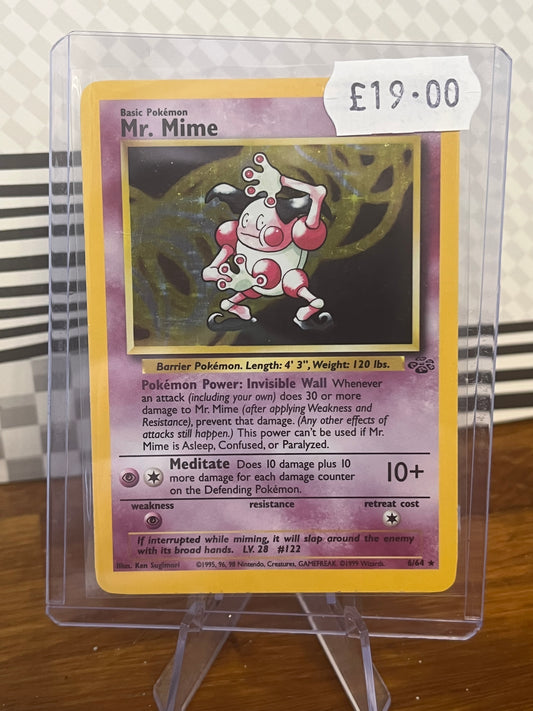 £19.00
Basic Pokémon
Mr. Mime
Barrier Pokémon. Length: 4' 3", Weight: 120 lbs.
Pokémon Power: Invisible Wall Whenever
an attack (including your own) does 30 or more
damage to Mr. Mime (after applying Weakness and
Resistance), prevent that damage. (Any other effects of
attacks still happen.) This power can't be used if Mr.
Mime is Asleep, Confused, or Paralyzed.
Meditate Does 10 damage plus 10
more damage for each damage counter
on the Defending Pokémon.
10+
weakness resistance retreat cost
If interrupted while miming, it will slap around the enemy
with its broad hands. LV. 28 #122
Illus. Ken Sugimori ©1995, 96, 98 Nintendo, Creatures, GAMEFREAK. ©1999 Wizards. 6/64 ★